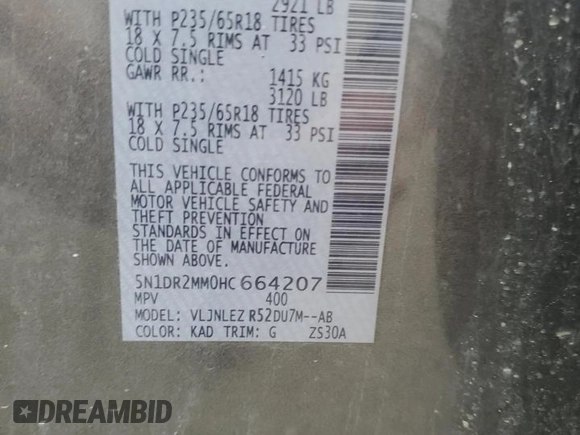 2921 LB
WITH P235/65R18 TIRES
18 X 7.5 RIMS AT 33 PSI
COLD SINGLE
GAWR RR.: 1415 KG
3120 LB
WITH P235/65R18 TIRES
18 X 7.5 RIMS AT 33 PSI
COLD SINGLE
THIS VEHICLE CONFORMS TO
ALL APPLICABLE FEDERAL
MOTOR VEHICLE SAFETY AND
THEFT PREVENTION
STANDARDS IN EFFECT ON
THE DATE OF MANUFACTURE
SHOWN ABOVE.
5N1DR2MM0HC664207
MPV 400
MODEL: VLJNLEZ R52DU7M--AB
COLOR: KAD TRIM: G ZS30A
DREAMBID